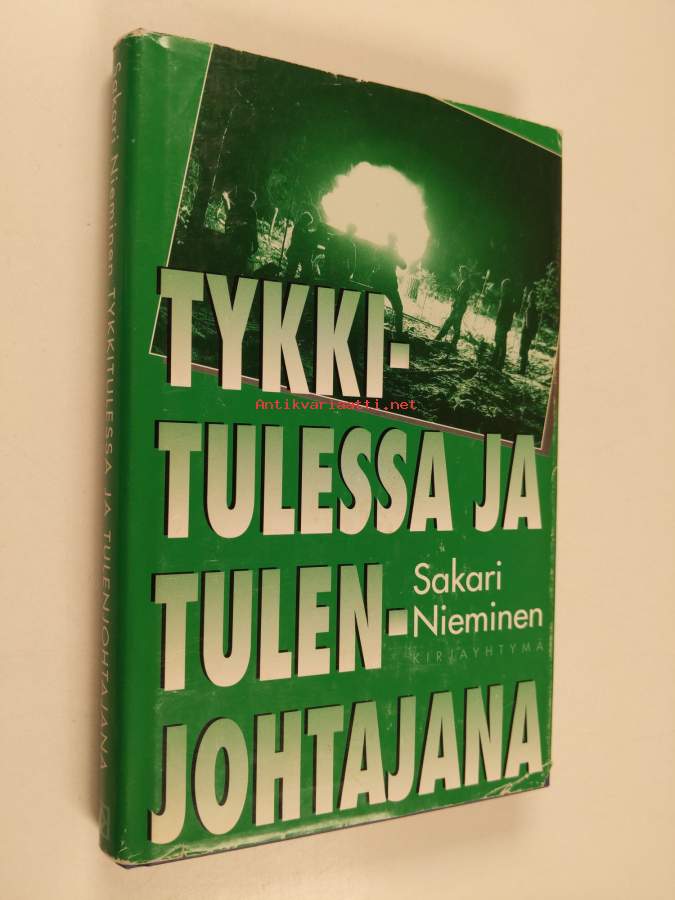 Sakari Nieminen TYKKITULESSA JA TULENJOHTAJANA
TYKKI-
Antikvariaatti.net
TULESSA JA
TULEN-
Sakari
Nieminen
KIRJAYHTYMÄ
JOHTAJANA